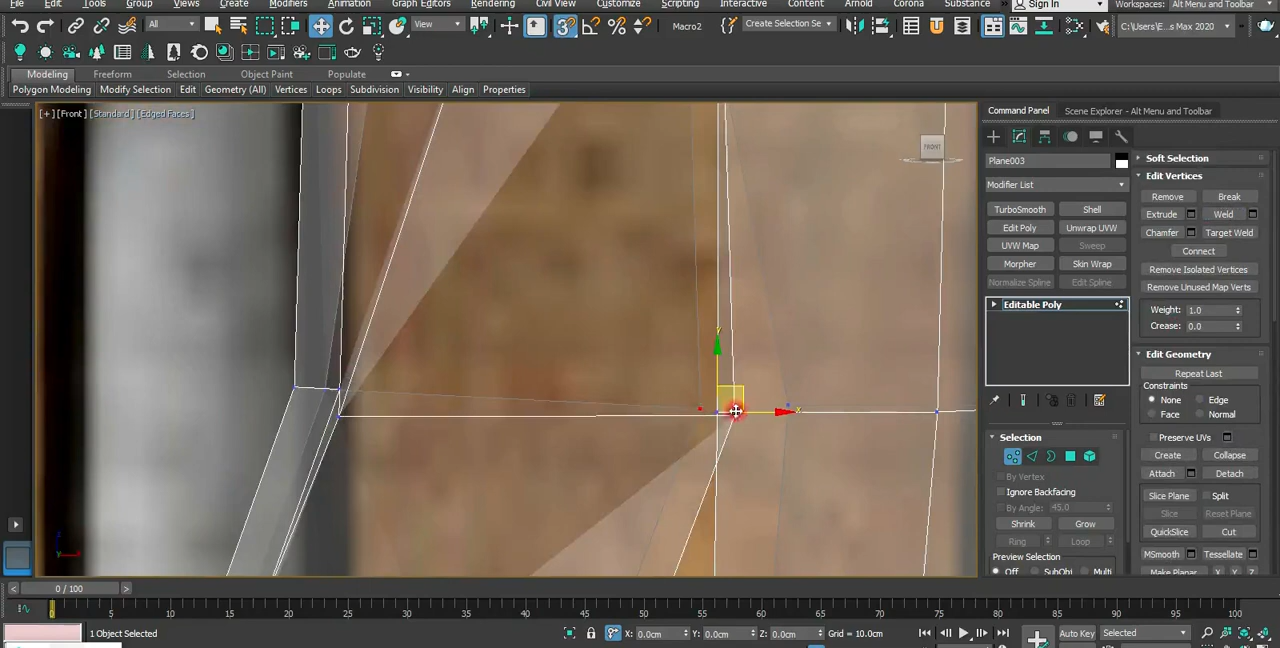 File Edit Tools Group Views Create Modifiers Animation Graph Editors Rendering Civil View Customize Scripting Interactive Content Arnold Corona Substance Sign In Workspaces: Alt Menu and Toolbar
All View Macro2 Create Selection Se C:\Users\E...s Max 2020
Modeling Freeform Selection Object Paint Populate
Polygon Modeling Modify Selection Edit Geometry (All) Vertices Loops Subdivision Visibility Align Properties
[+] [Front] [Standard] [Edged Faces]
FRONT
Y
x
Command Panel Scene Explorer - Alt Menu and Toolbar
Plane003
Modifier List
TurboSmooth Shell
Edit Poly Unwrap UVW
UVW Map Sweep
Morpher Skin Wrap
Normalize Spline Edit Spline
Editable Poly
Selection
By Vertex
Ignore Backfacing
By Angle: 45.0
Shrink Grow
Ring Loop
Preview Selection
Off SubObj Multi
Soft Selection
Edit Vertices
Remove Break
Extrude Weld
Chamfer Target Weld
Connect
Remove Isolated Vertices
Remove Unused Map Verts
Weight: 1.0
Crease: 0.0
Edit Geometry
Repeat Last
Constraints
None Edge
Face Normal
Preserve UVs
Create Collapse
Attach Detach
Slice Plane Split
Slice Reset Plane
QuickSlice Cut
MSmooth Tessellate
Make Planar X Y Z
0 / 100
0 5 10 15 20 25 30 35 40 45 50 55 60 65 70 75 80 85 90 95 100
1 Object Selected X: 0.0cm Y: 0.0cm Z: 0.0cm Grid = 10.0cm Auto Key Selected